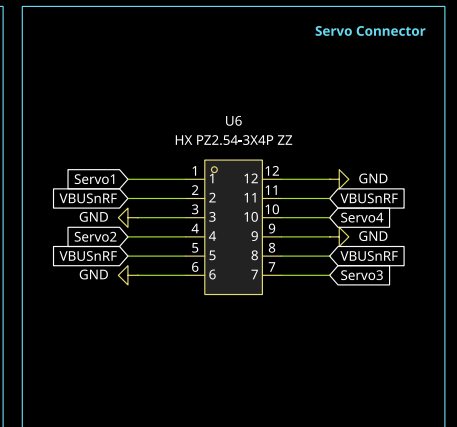 Servo Connector
U6
HX PZ2.54-3X4P ZZ
Servo1 1 1 12 12 GND
VBUSnRF 2 2 11 11 VBUSnRF
GND 3 3 10 10 Servo4
Servo2 4 4 9 9 GND
VBUSnRF 5 5 8 8 VBUSnRF
GND 6 6 7 7 Servo3